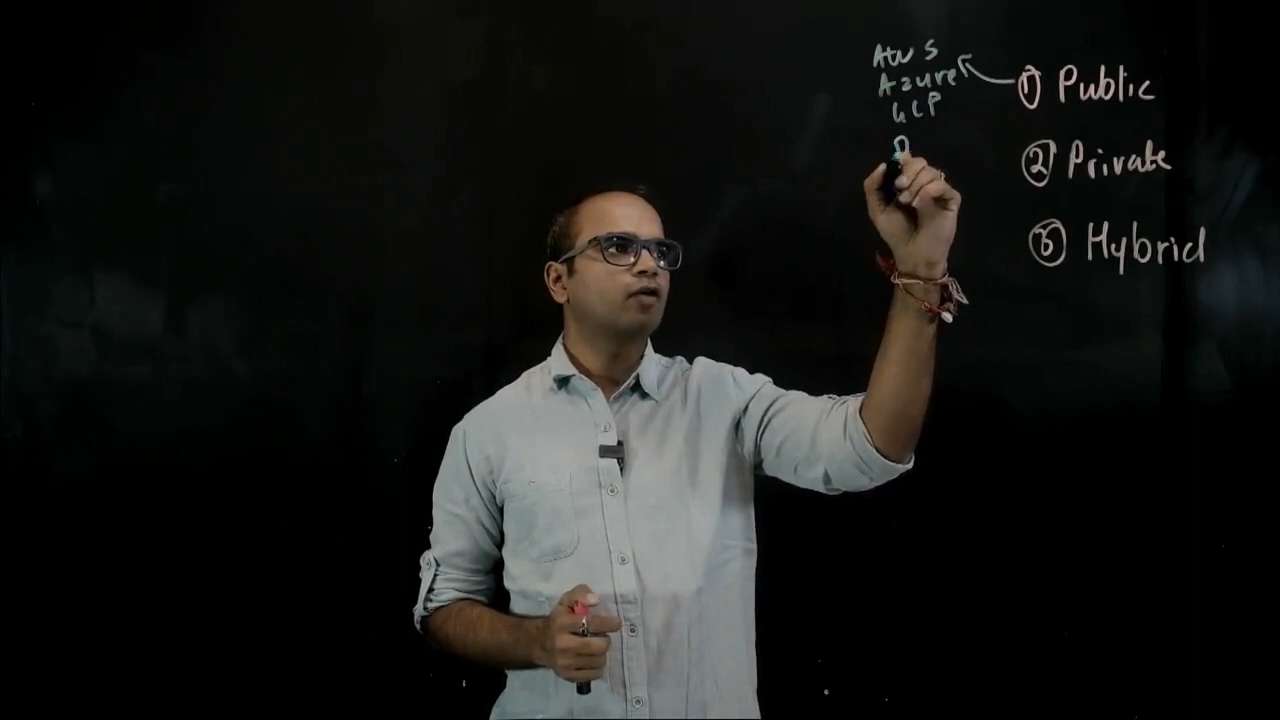 AWS
Azure
GCP
① Public
② Private
③ Hybrid